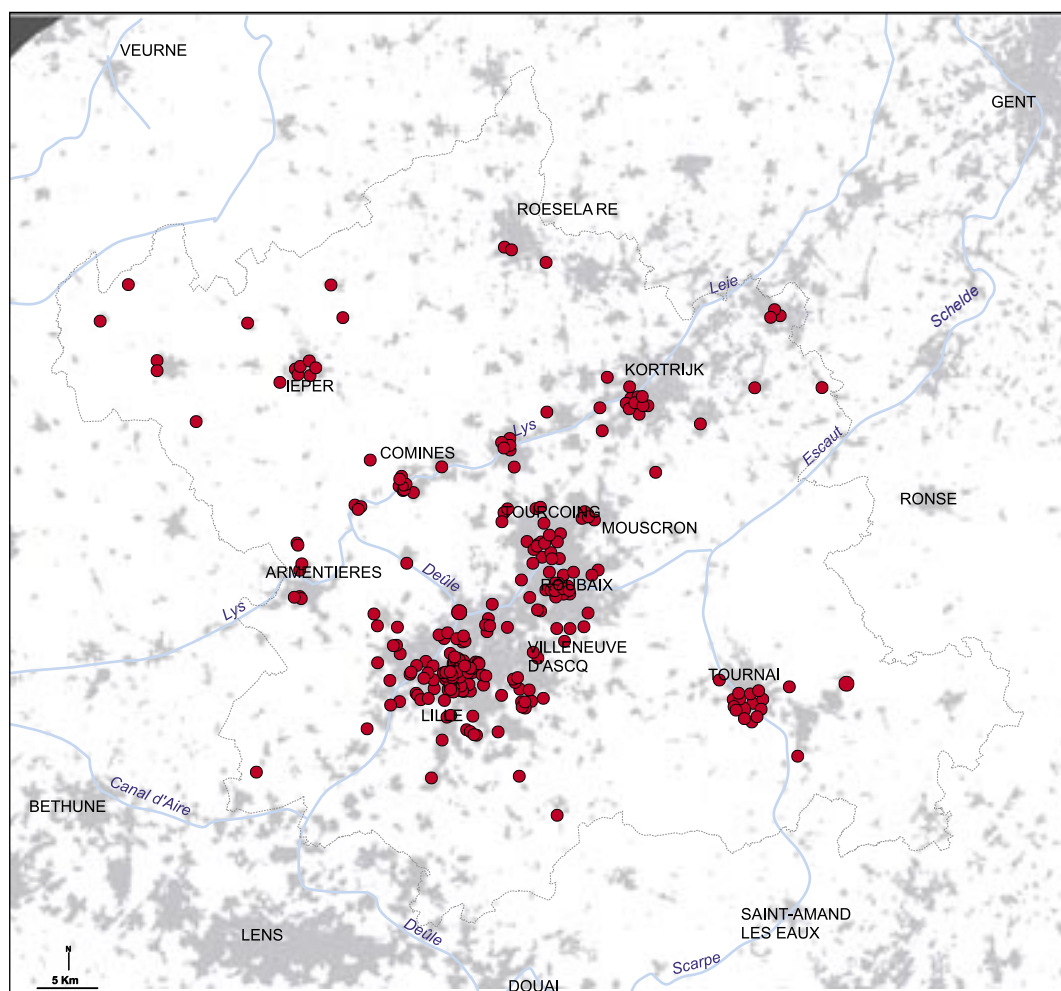 VEURNE
GENT
ROESELA RE
Leie
Schelde
KORTRIJK
IEPER
Lys
COMINES
Escaut
RONSE
TOURCOING
MOUSCRON
ARMENTIERES
Deûle
ROUBAIX
Lys
VILLENEUVE
D'ASCQ
TOURNAI
LILLE
Canal d'Aire
BETHUNE
SAINT-AMAND
LES EAUX
LENS
Deûle
N
5 Km
Scarpe
DOUAI